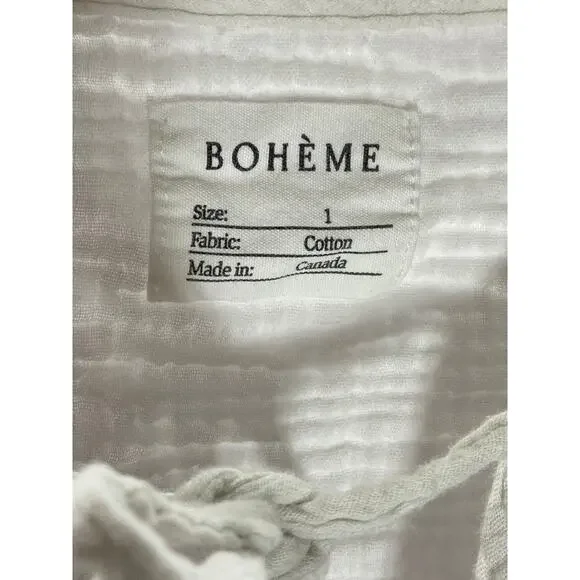 BOHÈME
Size: 1
Fabric: Cotton
Made in: Canada